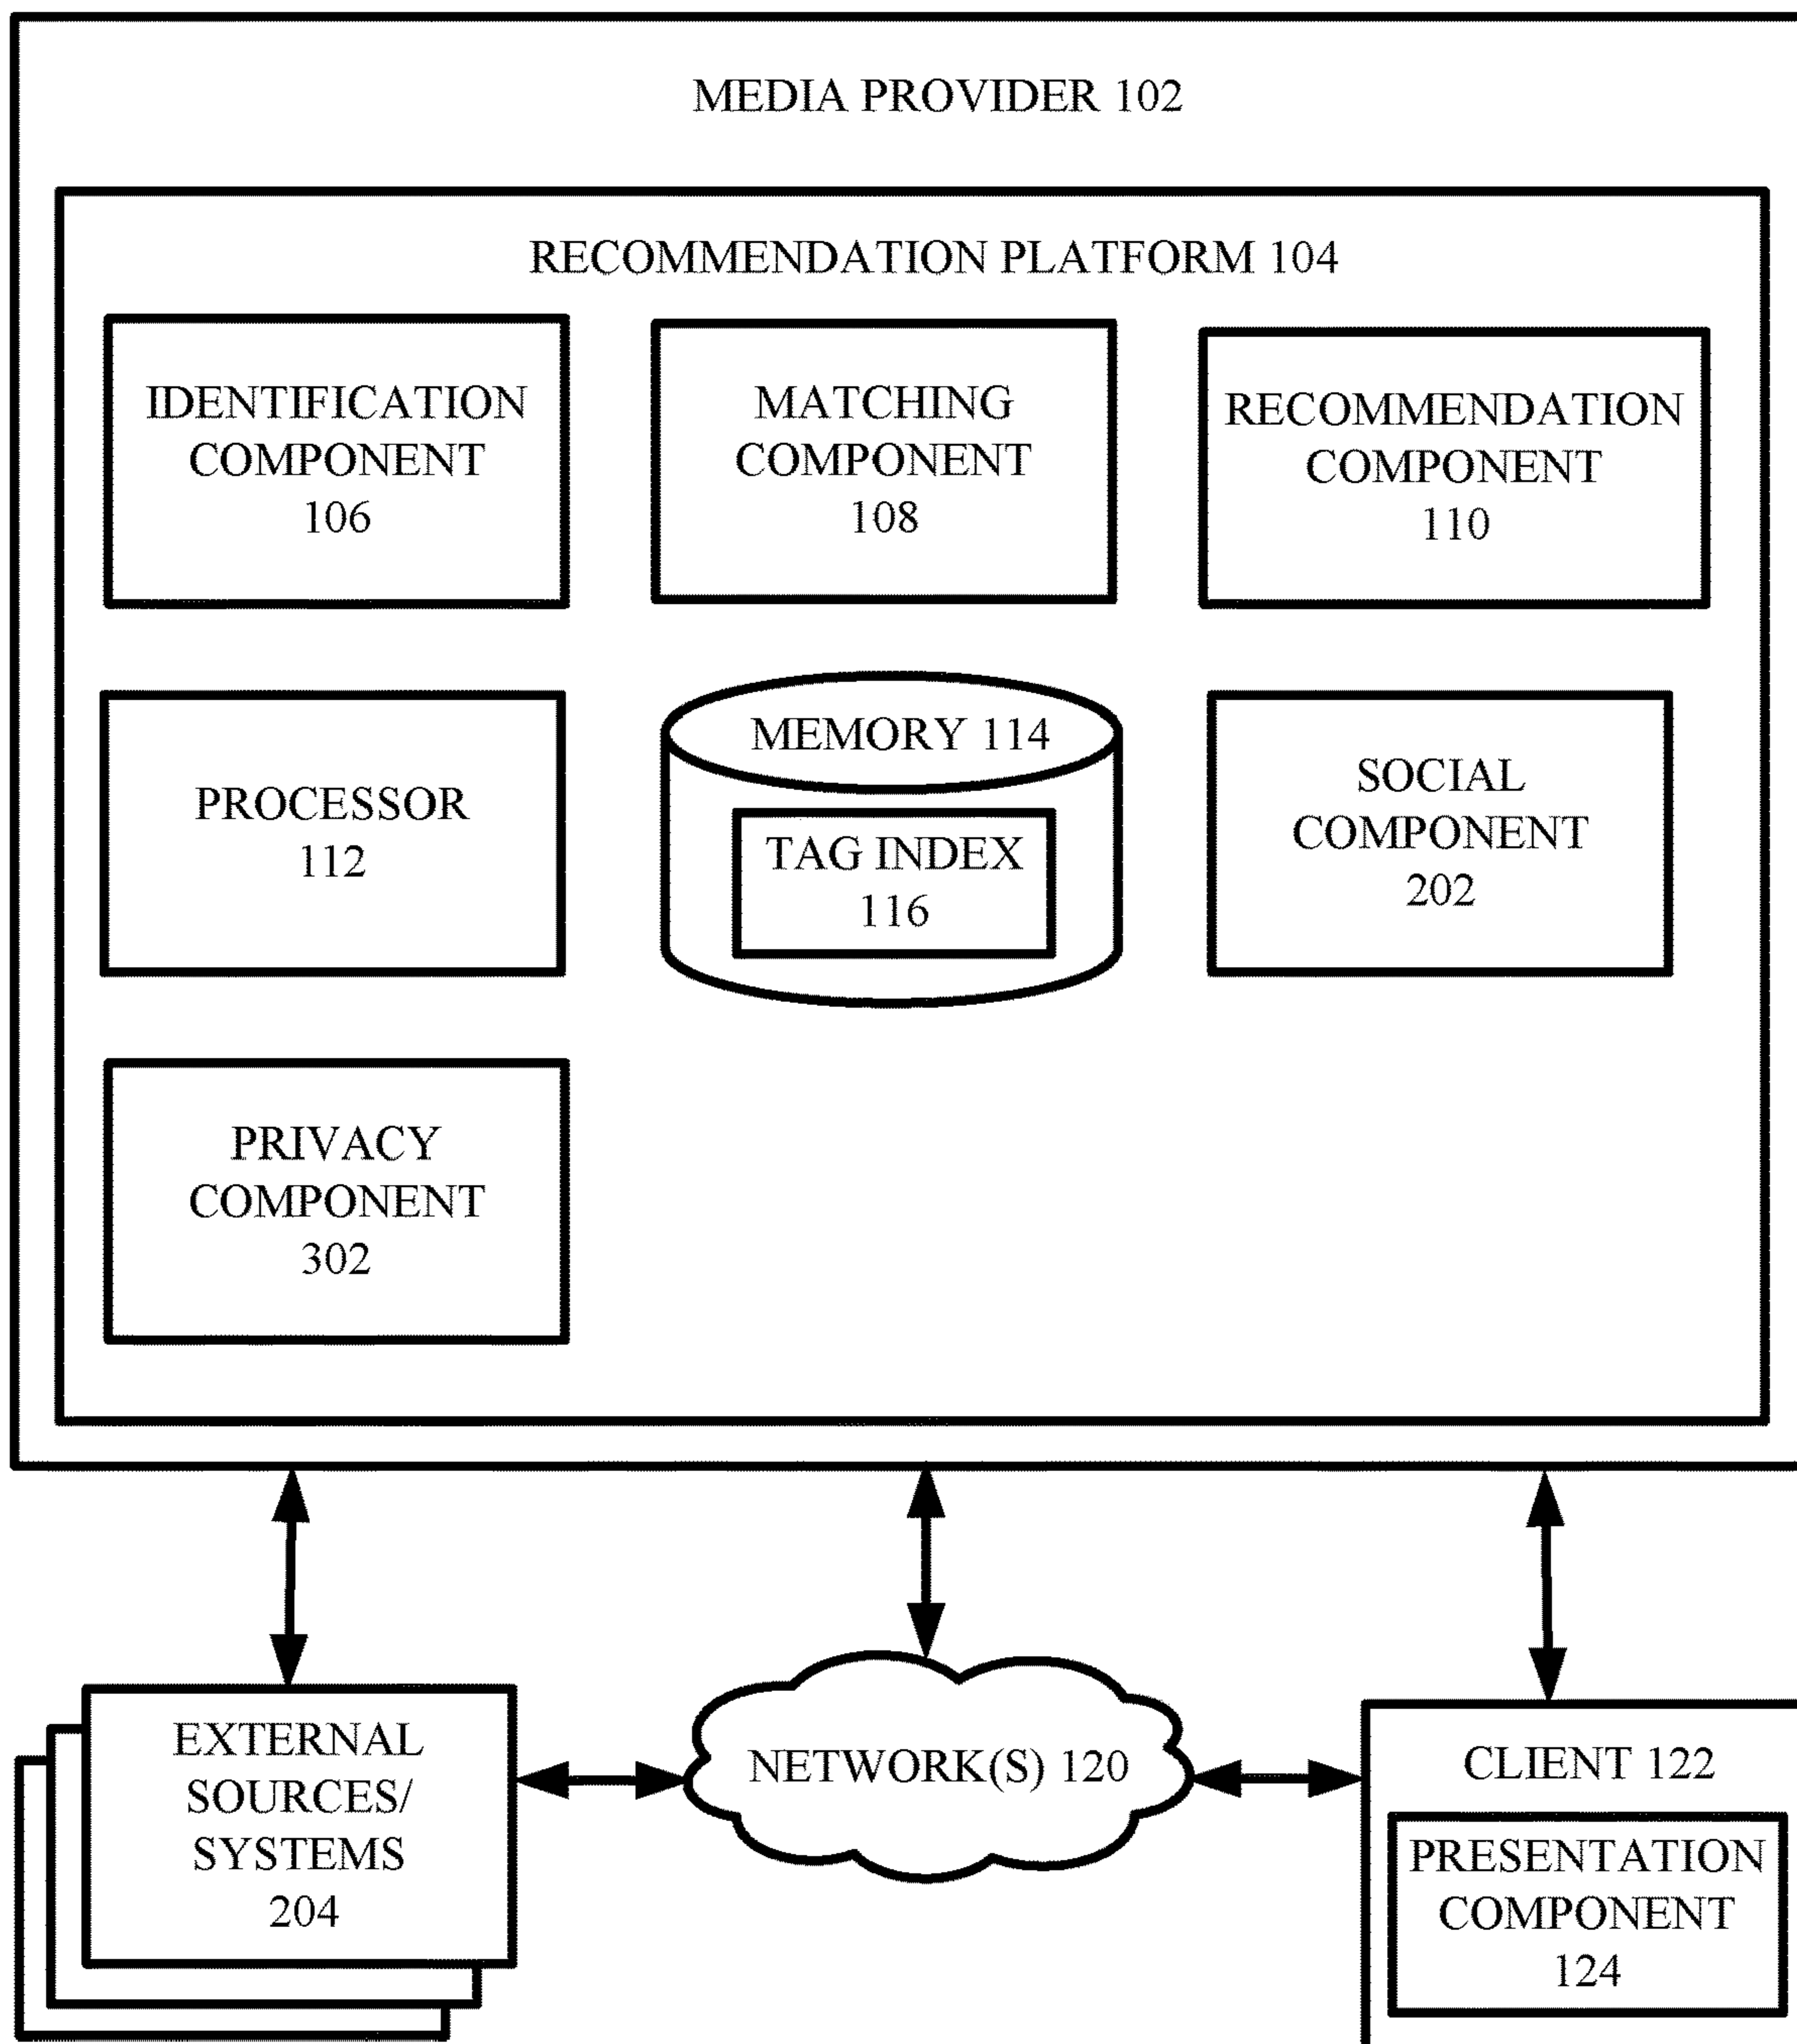 MEDIA PROVIDER 102
RECOMMENDATION PLATFORM 104
IDENTIFICATION
COMPONENT
106
MATCHING
COMPONENT
108
RECOMMENDATION
COMPONENT
110
PROCESSOR
112
MEMORY 114
TAG INDEX
116
SOCIAL
COMPONENT
202
PRIVACY
COMPONENT
302
EXTERNAL
SOURCES/
SYSTEMS
204
NETWORK(S) 120
CLIENT 122
PRESENTATION
COMPONENT
124